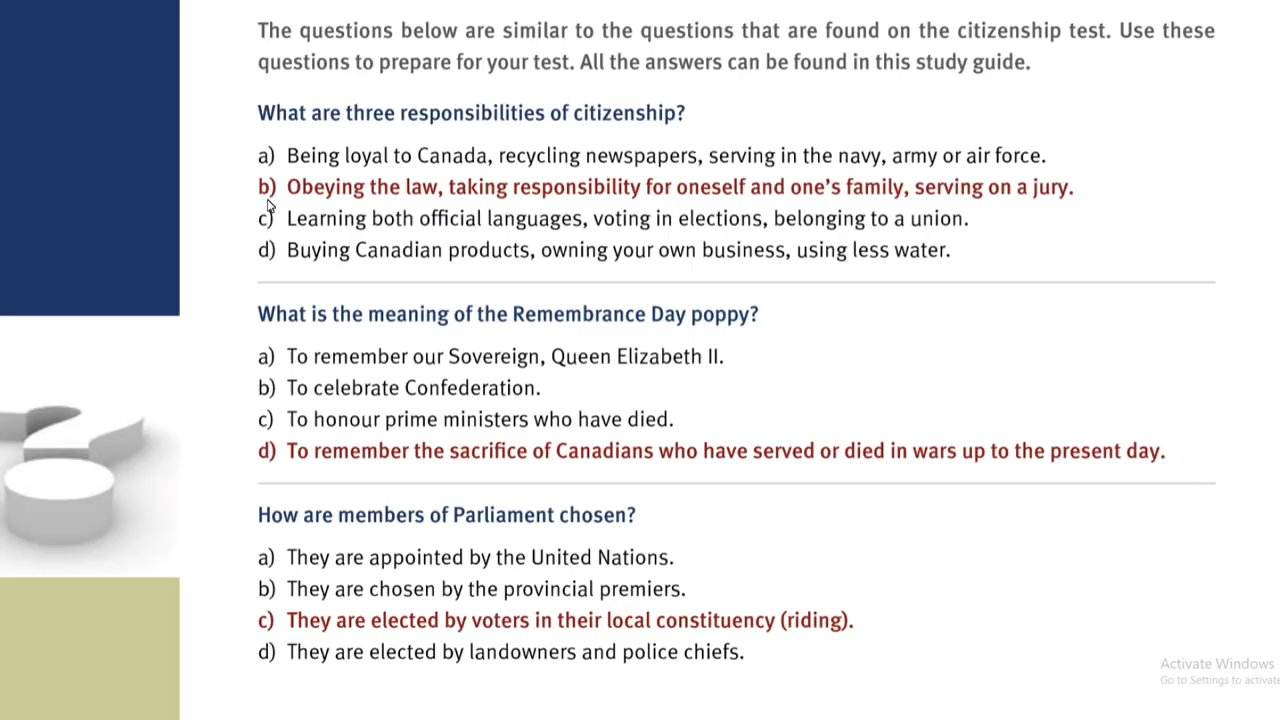 The questions below are similar to the questions that are found on the citizenship test. Use these
questions to prepare for your test. All the answers can be found in this study guide.
What are three responsibilities of citizenship?
a) Being loyal to Canada, recycling newspapers, serving in the navy, army or air force.
b) Obeying the law, taking responsibility for oneself and one's family, serving on a jury.
c) Learning both official languages, voting in elections, belonging to a union.
d) Buying Canadian products, owning your own business, using less water.
What is the meaning of the Remembrance Day poppy?
a) To remember our Sovereign, Queen Elizabeth II.
b) To celebrate Confederation.
c) To honour prime ministers who have died.
d) To remember the sacrifice of Canadians who have served or died in wars up to the present day.
How are members of Parliament chosen?
a) They are appointed by the United Nations.
b) They are chosen by the provincial premiers.
c) They are elected by voters in their local constituency (riding).
d) They are elected by landowners and police chiefs.
Activate Windows
Go to Settings to activate